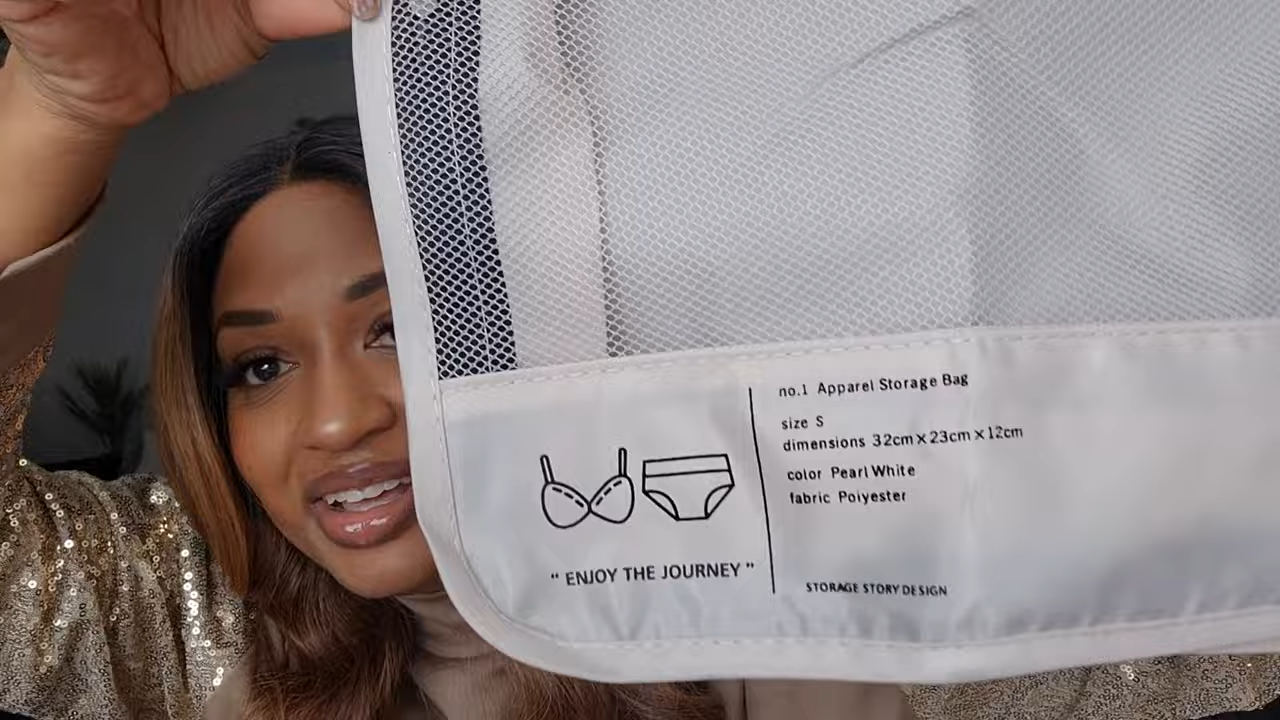 “ ENJOY THE JOURNEY ”
no.1 Apparel Storage Bag
size S
dimensions 32cm x 23cm x 12cm
color Pearl White
fabric Poiyester
STORAGE STORY DESIGN